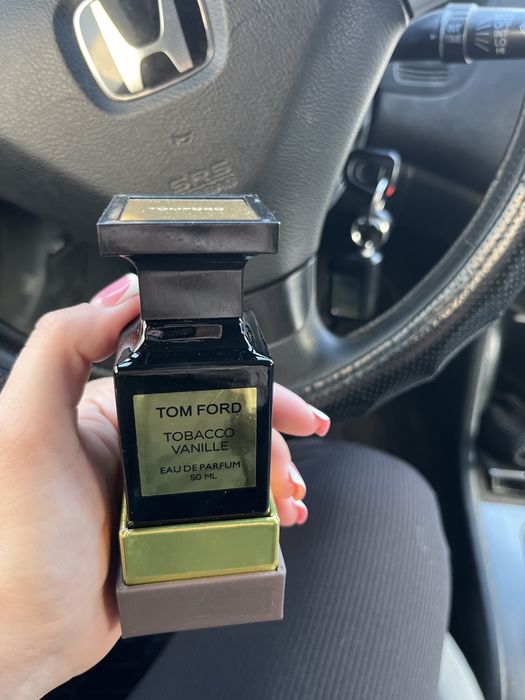 SRS
TOM FORD
TOM FORD
TOBACCO
VANILLE
EAU DE PARFUM
50 ML